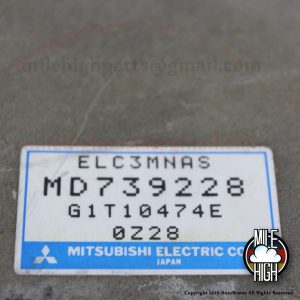 milehighparts@gmail.com
ELC3MNAS
MD739228
G1T10474E
0Z28
MITSUBISHI ELECTRIC CO
JAPAN
MILE
HIGH